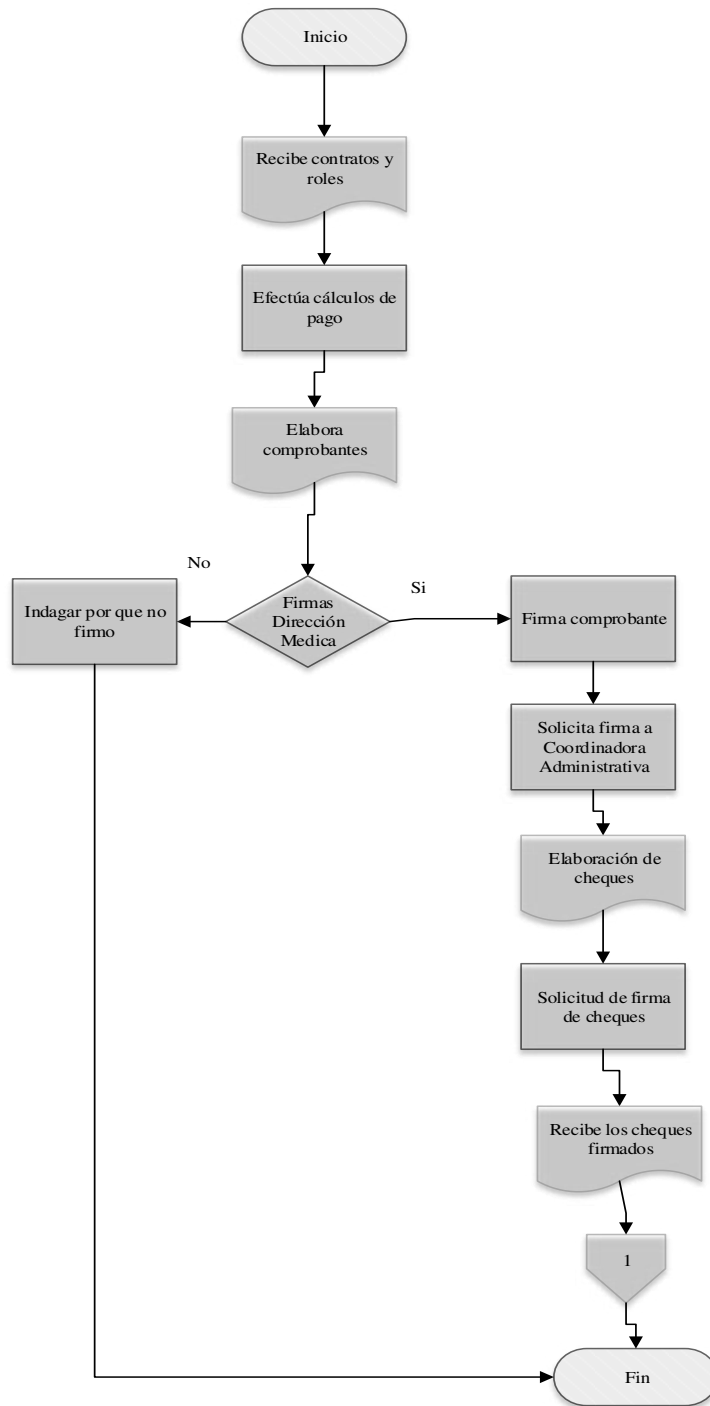 Inicio
Recibe contratos y
roles
Efectúa cálculos de
pago
Elabora
comprobantes
No
Si
Indagar por que no
firmo
Firmas
Dirección
Medica
Firma comprobante
Solicita firma a
Coordinadora
Administrativa
Elaboración de
cheques
Solicitud de firma
de cheques
Recibe los cheques
firmados
1
Fin